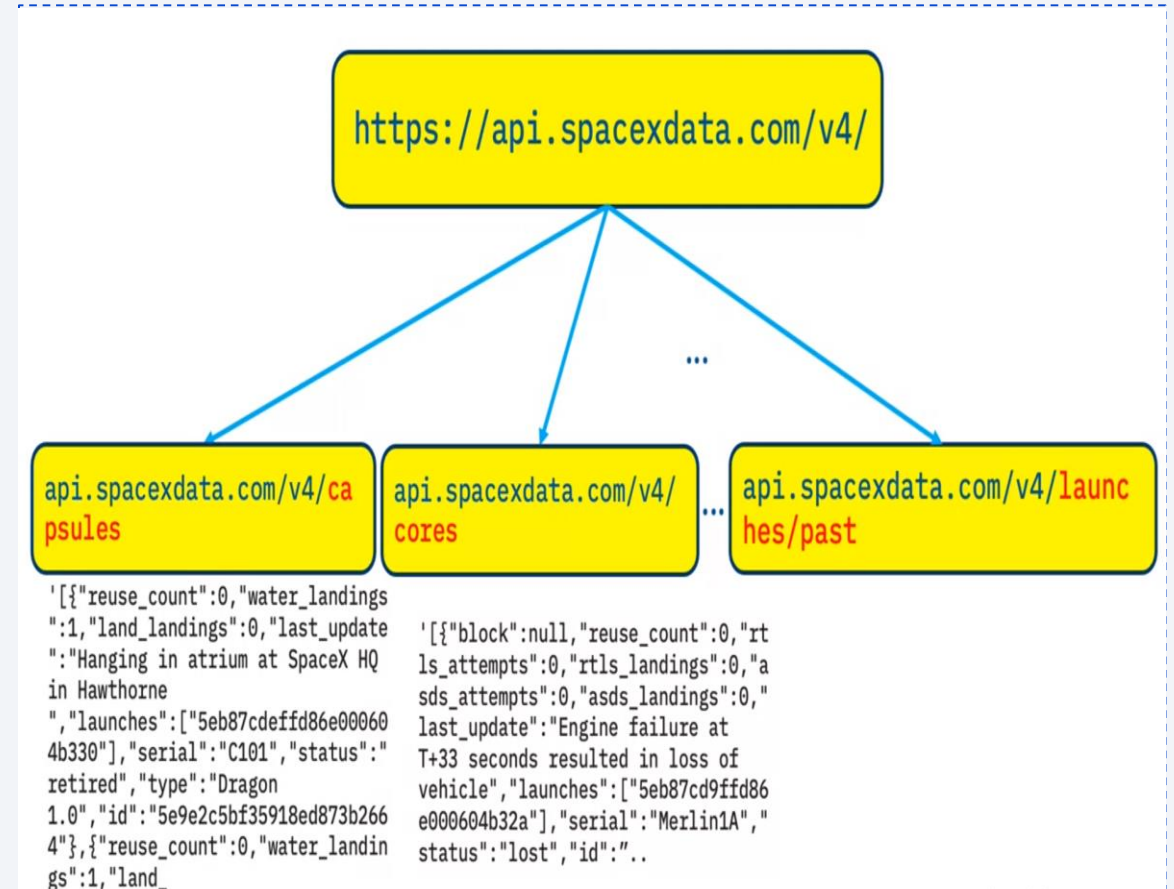 https://api.spacexdata.com/v4/
...
api.spacexdata.com/v4/ca
psules
api.spacexdata.com/v4/
cores
...
api.spacexdata.com/v4/launc
hes/past
'[{"reuse_count":0,"water_landings
":1,"land_landings":0,"last_update
":"Hanging in atrium at SpaceX HQ
in Hawthorne
","launches":["5eb87cdeffd86e00060
4b330"],"serial":"C101","status":"
retired","type":"Dragon
1.0","id":"5e9e2c5bf35918ed873b266
4"},{"reuse_count":0,"water_landin
gs":1,"land_
'[{"block":null,"reuse_count":0,"rt
ls_attempts":0,"rtls_landings":0,"a
sds_attempts":0,"asds_landings":0,"
last_update":"Engine failure at
T+33 seconds resulted in loss of
vehicle","launches":["5eb87cd9ffd86
e000604b32a"],"serial":"Merlin1A","
status":"lost","id":"..